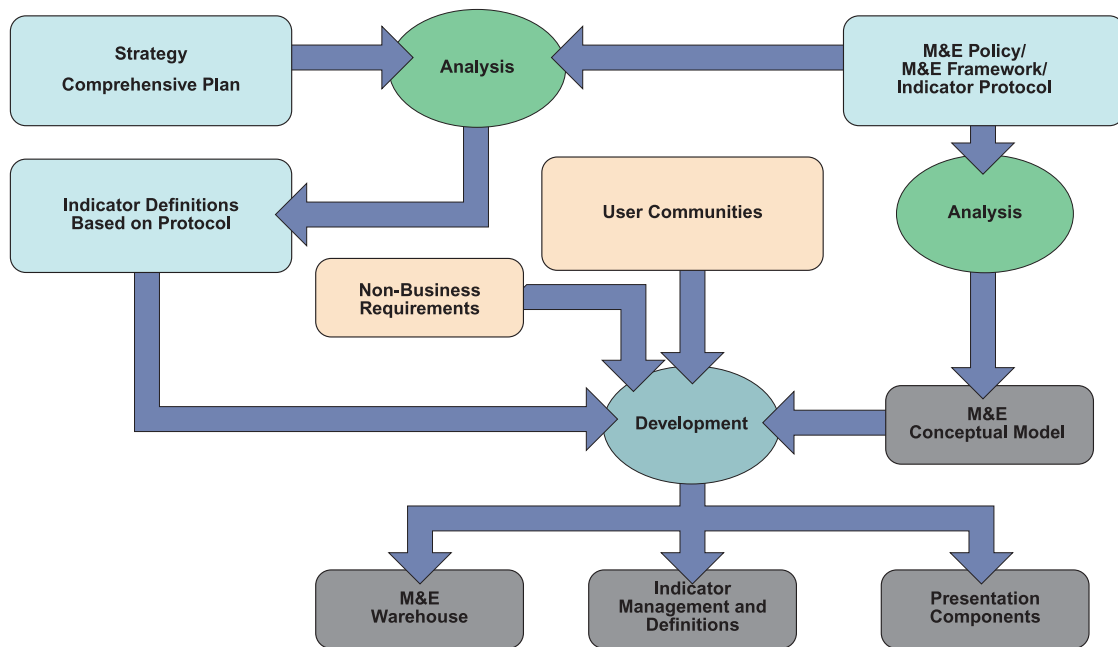 Strategy
Comprehensive Plan
Analysis
M&E Policy/
M&E Framework/
Indicator Protocol
Indicator Definitions
Based on Protocol
User Communities
Analysis
Non-Business
Requirements
Development
M&E
Conceptual Model
M&E
Warehouse
Indicator
Management and
Definitions
Presentation
Components